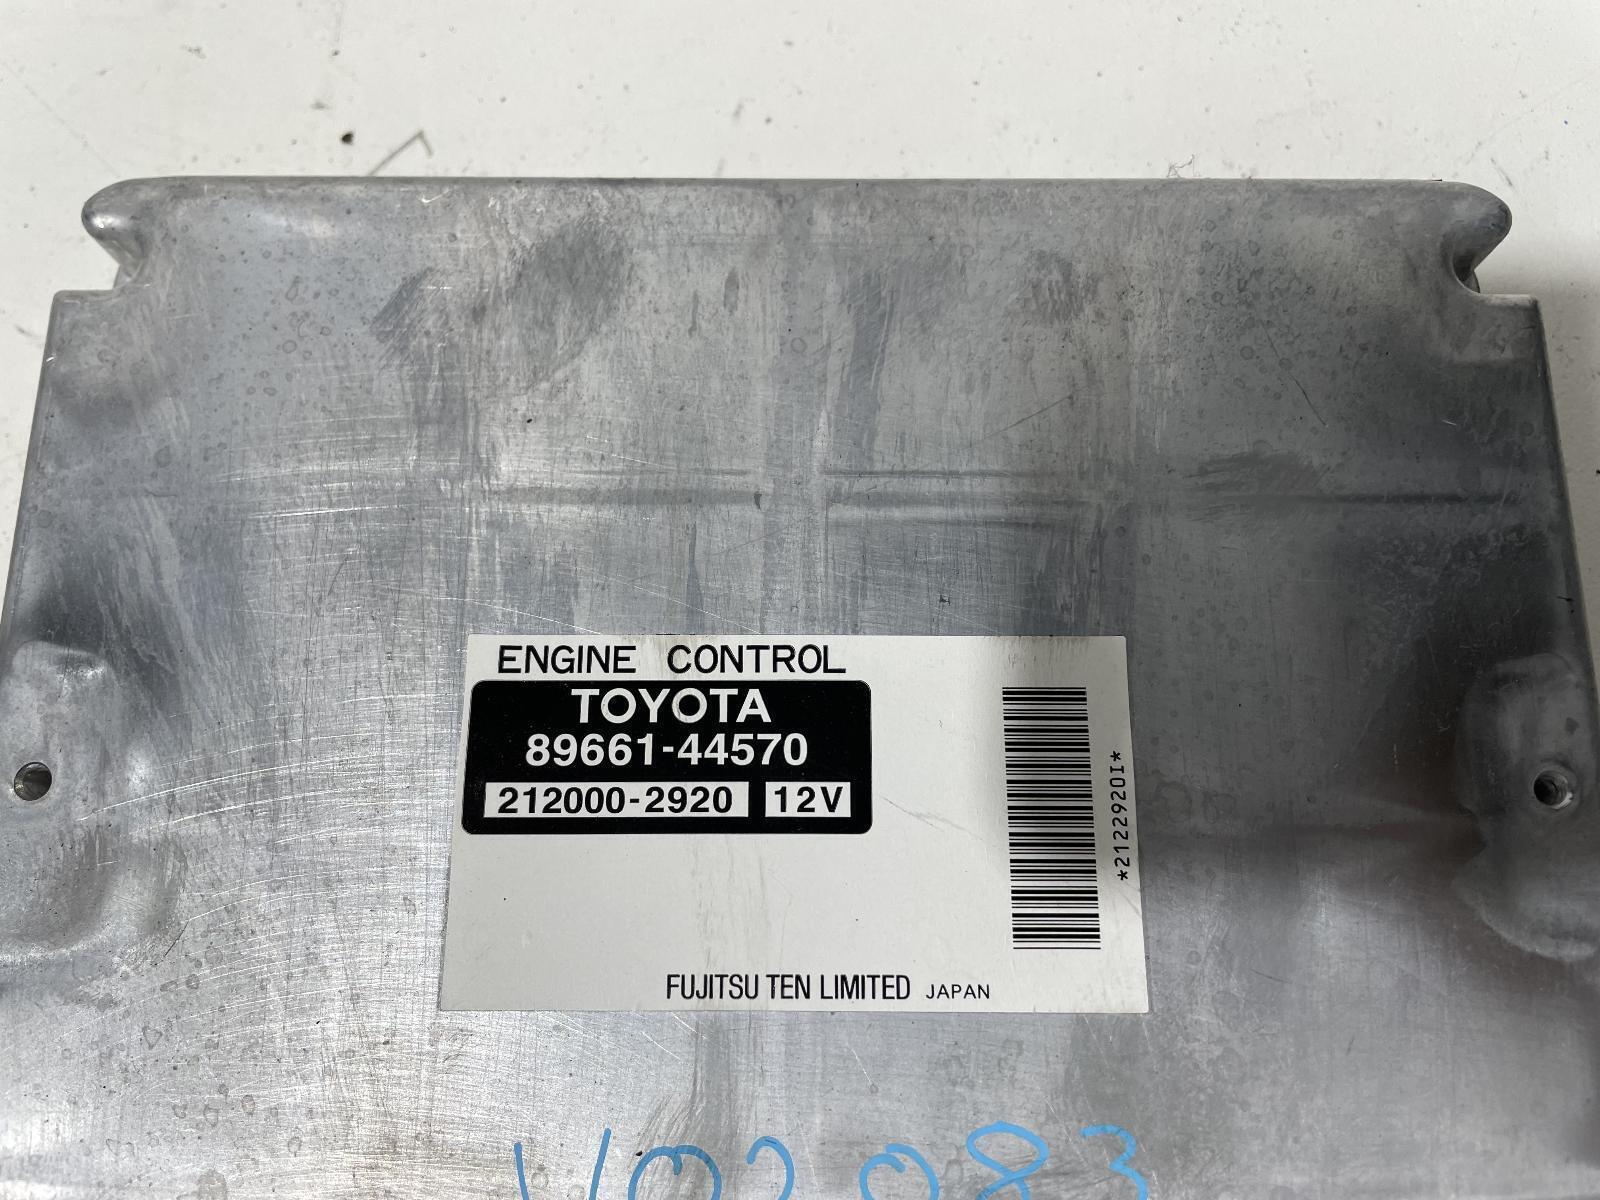 ENGINE CONTROL
TOYOTA
89661-44570
212000-2920 12V
*2122920I*
FUJITSU TEN LIMITED JAPAN